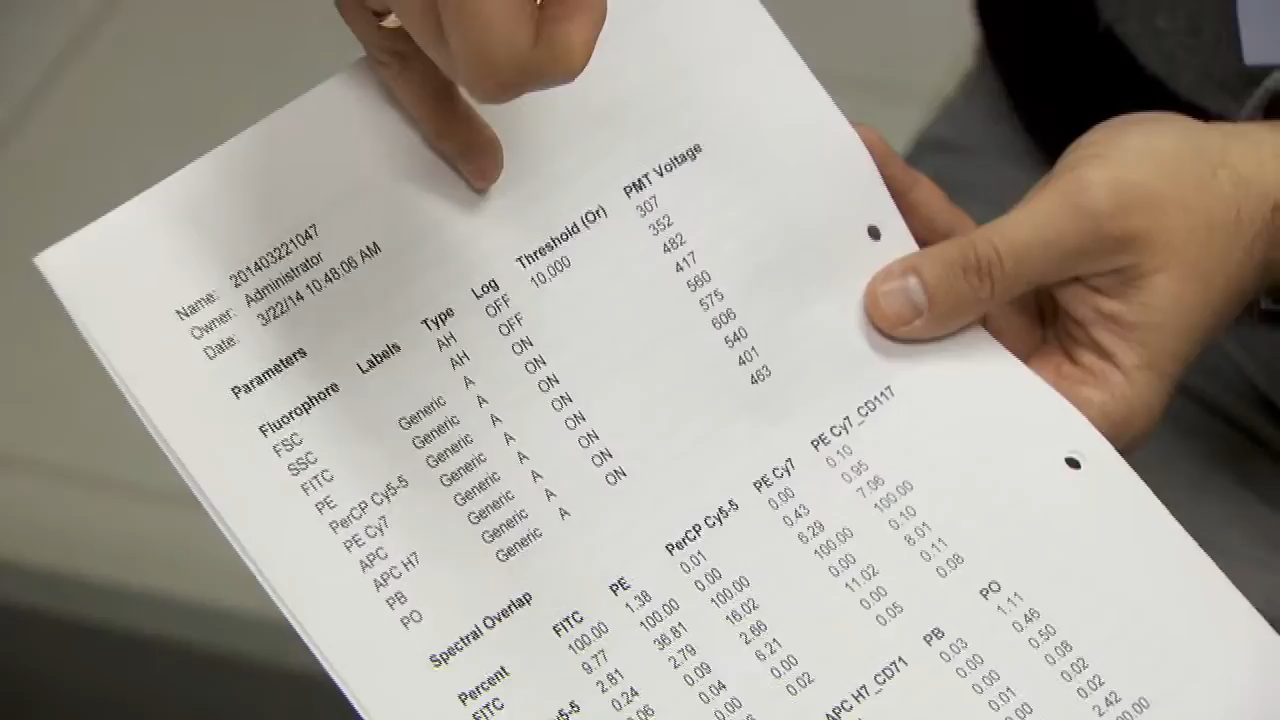 Name: 201403221047
Owner: Administrator
Date: 3/22/14 10:48:06 AM
Parameters
Fluorophore Labels Type Log Threshold (Or) PMT Voltage
FSC AH OFF 10,000 307
SSC AH OFF 352
FITC Generic A ON 482
PE Generic A ON 417
PerCP Cy5-5 Generic A ON 560
PE Cy7 Generic A ON 575
APC Generic A ON 606
APC H7 Generic A ON 540
PB Generic A ON 401
PO Generic A ON 463
Spectral Overlap
Percent FITC PE PerCP Cy5-5 PE Cy7 PE Cy7_CD117
FITC 100.00 1.38 0.01 0.00 0.10
9.77 100.00 0.00 0.43 0.95
2.81 36.81 100.00 6.29 7.06
0.24 2.79 16.02 100.00 100.00
0.09 2.66 0.00 0.10
0.04 6.21 11.02 8.01
0.00 0.00 0.00 0.11
0.02 0.05 0.08
APC H7_CD71 PB PO
0.03 1.11
0.00 0.46
0.00 0.50
0.01 0.08
0.02
0.02
2.42